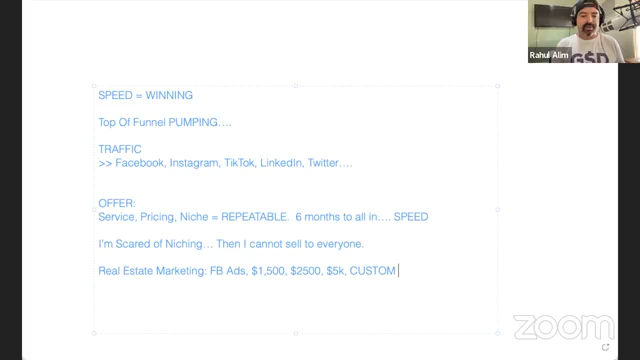 SPEED = WINNING
Top Of Funnel PUMPING....
TRAFFIC
>> Facebook, Instagram, TikTok, LinkedIn, Twitter....
OFFER:
Service, Pricing, Niche = REPEATABLE.  6 months to all in.... SPEED
I'm Scared of Niching... Then I cannot sell to everyone.
Real Estate Marketing: FB Ads, $1,500, $2500, $5k, CUSTOM
Rahul Alim
G$D
zoom